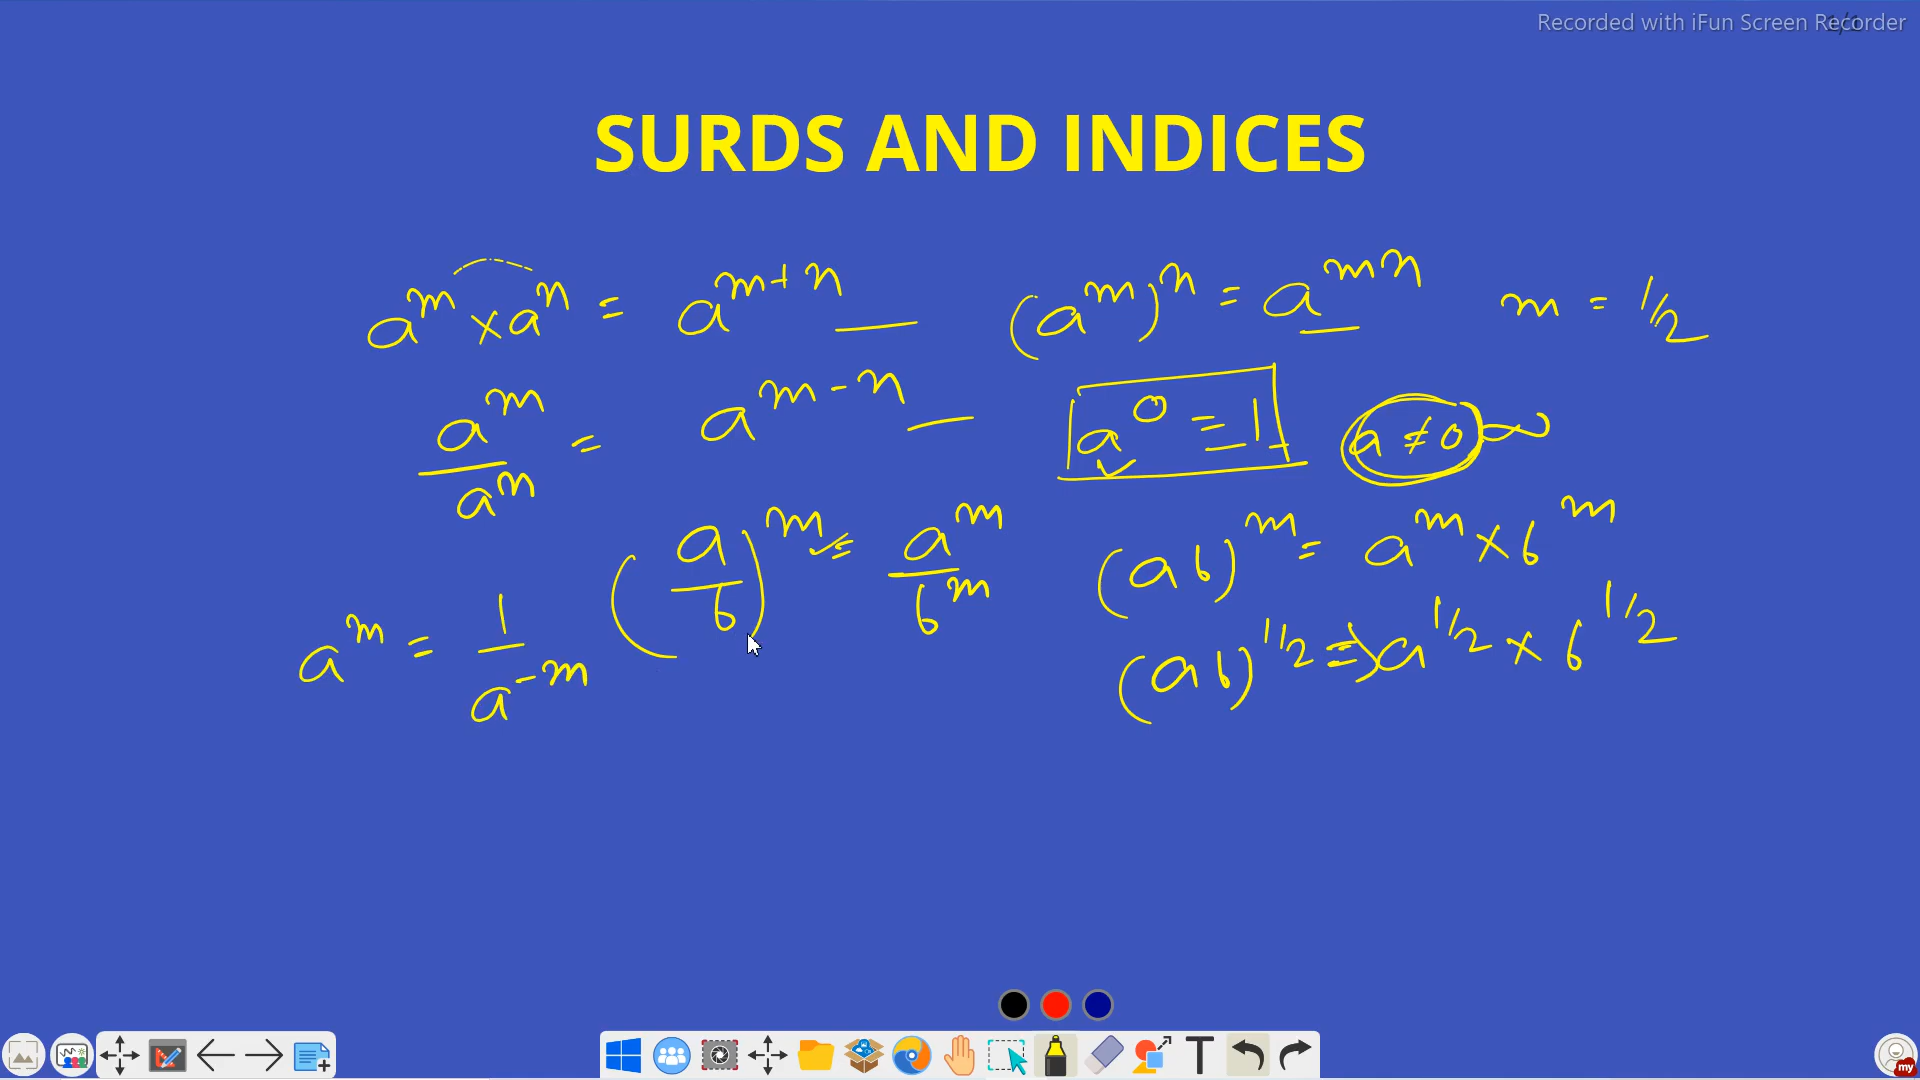 Recorded with iFun Screen Recorder
SURDS AND INDICES
a^m × a^n = a^(m+n)
(a^m)^n = a^(mn)
m = 1/2
a^m / a^n = a^(m-n)
a^0 = 1
a ≠ 0 ∞
(a/b)^m = a^m / b^m
(ab)^m = a^m × b^m
a^m = 1 / a^(-m)
(ab)^(1/2) => a^(1/2) × b^(1/2)
T
my